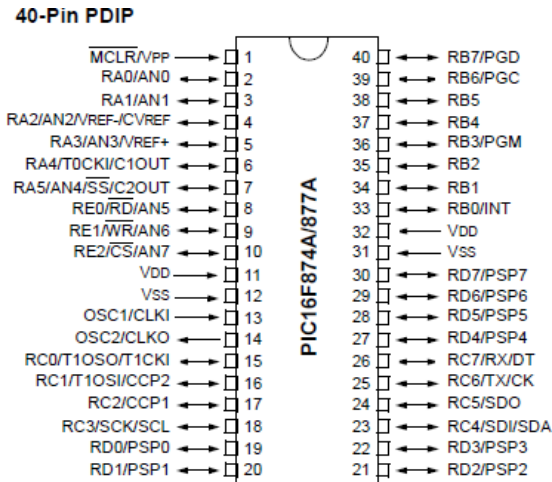 40-Pin PDIP
MCLR/VPP 1 40 RB7/PGD
RA0/AN0 2 39 RB6/PGC
RA1/AN1 3 38 RB5
RA2/AN2/VREF-/CVREF 4 37 RB4
RA3/AN3/VREF+ 5 36 RB3/PGM
RA4/T0CKI/C1OUT 6 35 RB2
RA5/AN4/SS/C2OUT 7 34 RB1
RE0/RD/AN5 8 33 RB0/INT
RE1/WR/AN6 9 32 VDD
RE2/CS/AN7 10 31 VSS
VDD 11 30 RD7/PSP7
VSS 12 29 RD6/PSP6
OSC1/CLKI 13 28 RD5/PSP5
OSC2/CLKO 14 27 RD4/PSP4
RC0/T1OSO/T1CKI 15 26 RC7/RX/DT
RC1/T1OSI/CCP2 16 25 RC6/TX/CK
RC2/CCP1 17 24 RC5/SDO
RC3/SCK/SCL 18 23 RC4/SDI/SDA
RD0/PSP0 19 22 RD3/PSP3
RD1/PSP1 20 21 RD2/PSP2
PIC16F874A/877A